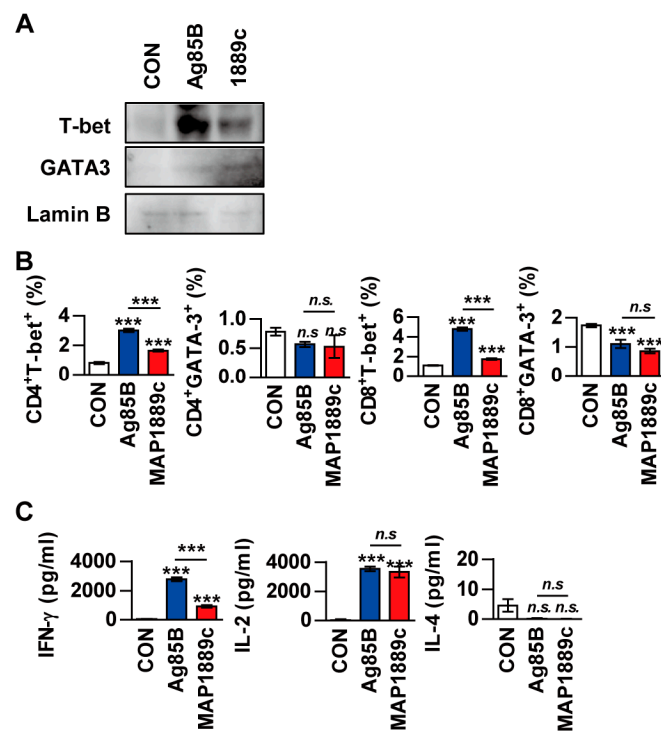 A
CON
Ag85B
1889c
T-bet
GATA3
Lamin B
B
CD4⁺T-bet⁺ (%)
4
2
0
***
***
***
CON
Ag85B
MAP1889c
CD4⁺GATA-3⁺ (%)
1.0
0.5
0.0
n.s.
n.s
n.s
CON
Ag85B
MAP1889c
CD8⁺T-bet⁺ (%)
6
4
2
0
***
***
***
CON
Ag85B
MAP1889c
CD8⁺GATA-3⁺ (%)
2
1
0
n.s
***
***
CON
Ag85B
MAP1889c
C
IFN-γ (pg/ml)
4000
2000
0
***
***
***
CON
Ag85B
MAP1889c
IL-2 (pg/ml)
4000
2000
0
n.s
***
***
CON
Ag85B
MAP1889c
IL-4 (pg/ml)
20
15
10
5
0
n.s
n.s.
n.s.
CON
Ag85B
MAP1889c